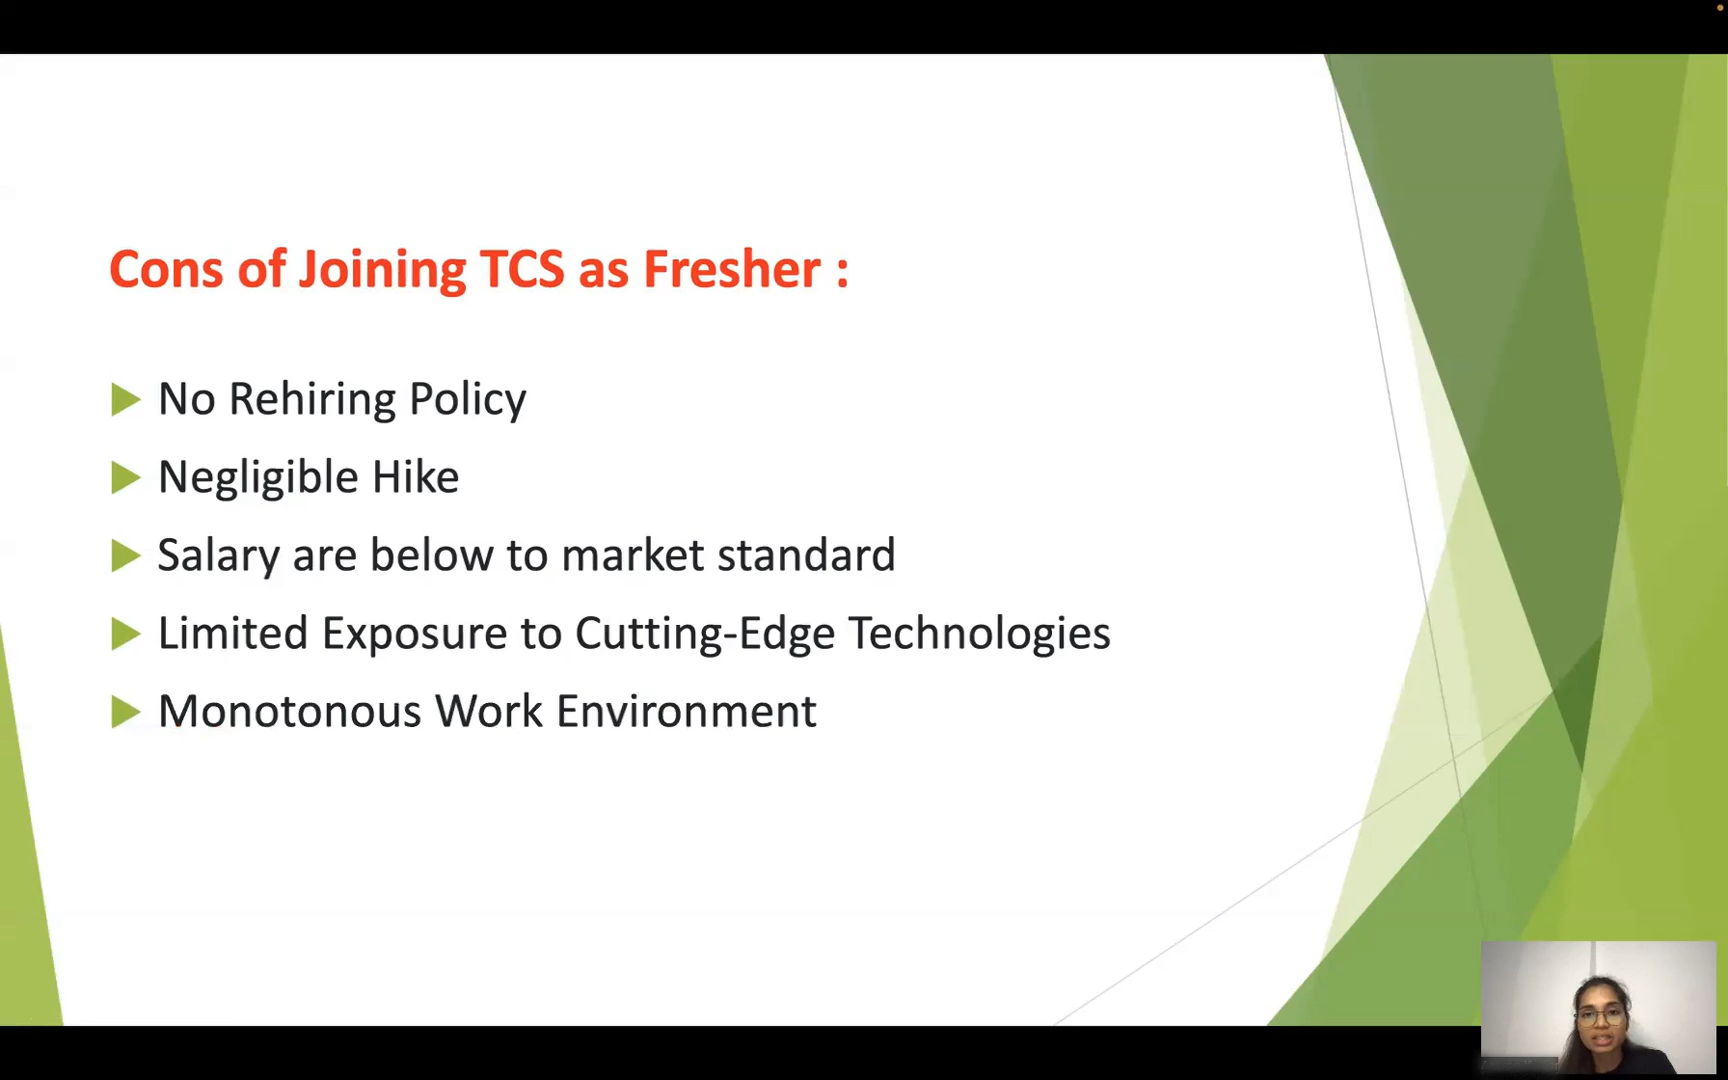 Cons of Joining TCS as Fresher :
No Rehiring Policy
Negligible Hike
Salary are below to market standard
Limited Exposure to Cutting-Edge Technologies
Monotonous Work Environment